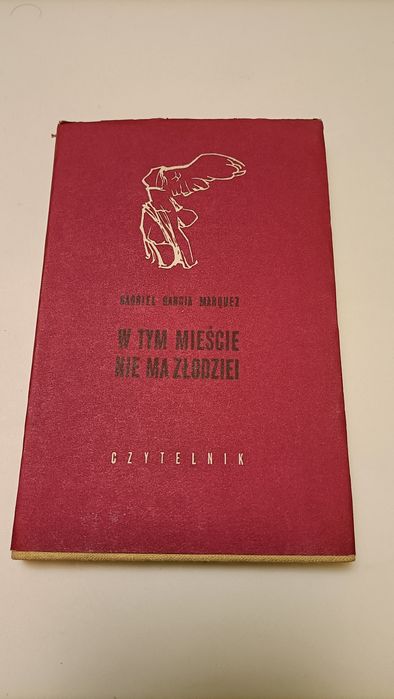 GABRIEL GARCIA MARQUEZ
W TYM MIEŚCIE
NIE MA ZŁODZIEI
CZYTELNIK